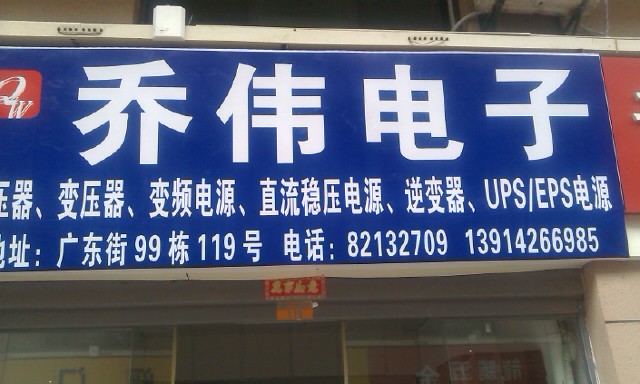 QW
乔伟电子
压器、变压器、变频电源、直流稳压电源、逆变器、UPS/EPS电源
地址：广东街99栋119号 电话：82132709 13914266985